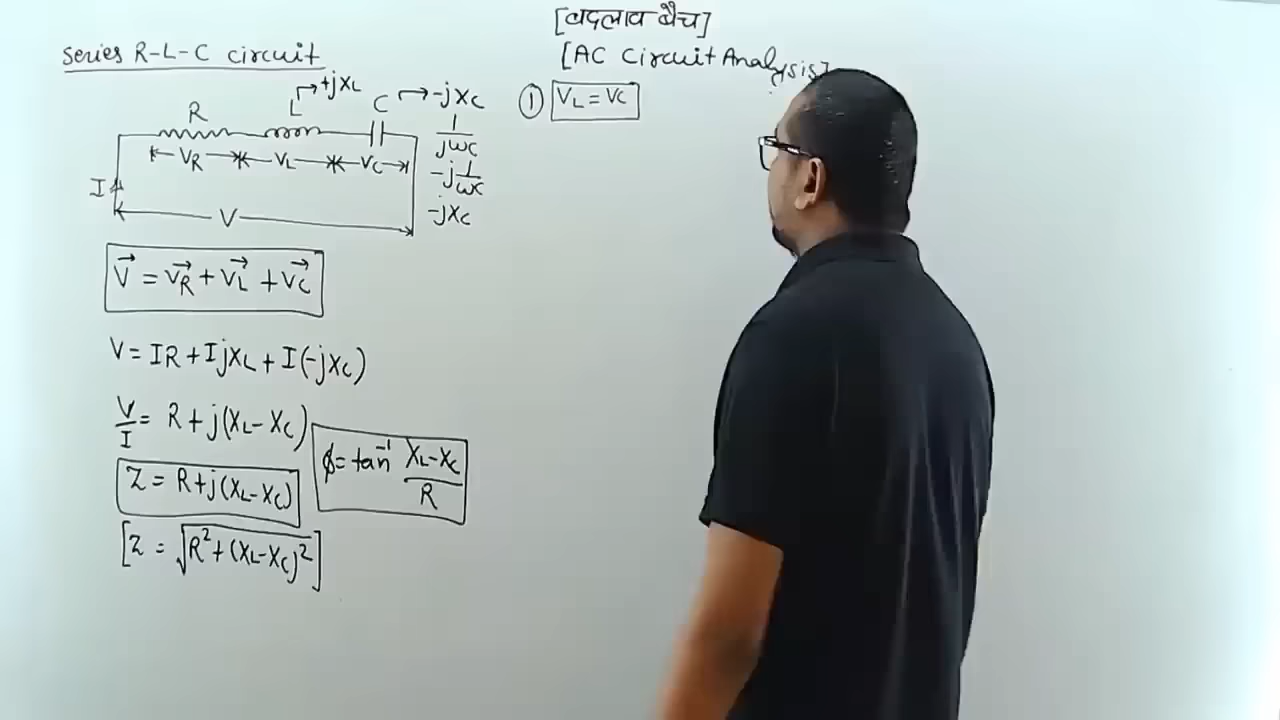 [बदलाव बैच]
[AC Circuit Analysis]
Series R-L-C circuit
R L → +jXL C → -jXC
1/jωC
-j 1/ωC
-jXC
VR VL VC
I
V
V⃗ = V⃗R + V⃗L + V⃗C
V = IR + IjXL + I(-jXC)
V/I = R + j(XL - XC)
Z = R + j(XL - XC)
ϕ = tan⁻¹ XL - XC / R
[Z = √R² + (XL - XC)²]
① VL = VC